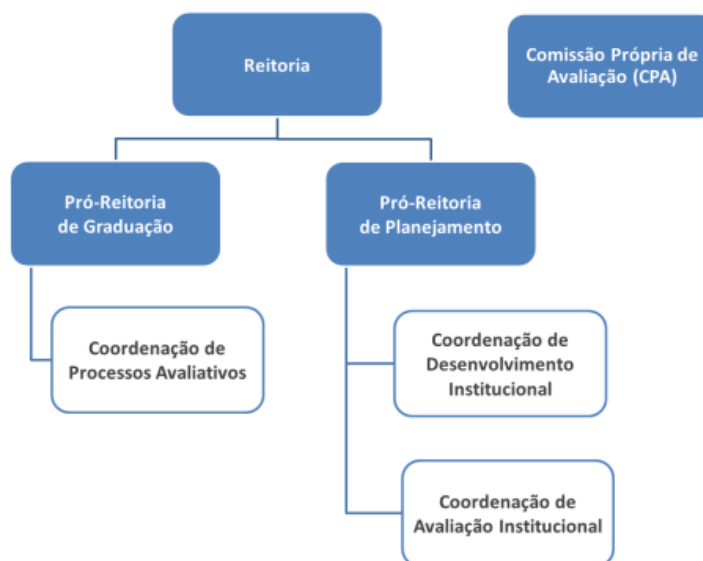 Reitoria
Comissão Própria de
Avaliação (CPA)
Pró-Reitoria
de Graduação
Pró-Reitoria
de Planejamento
Coordenação de
Processos Avaliativos
Coordenação de
Desenvolvimento
Institucional
Coordenação de
Avaliação Institucional